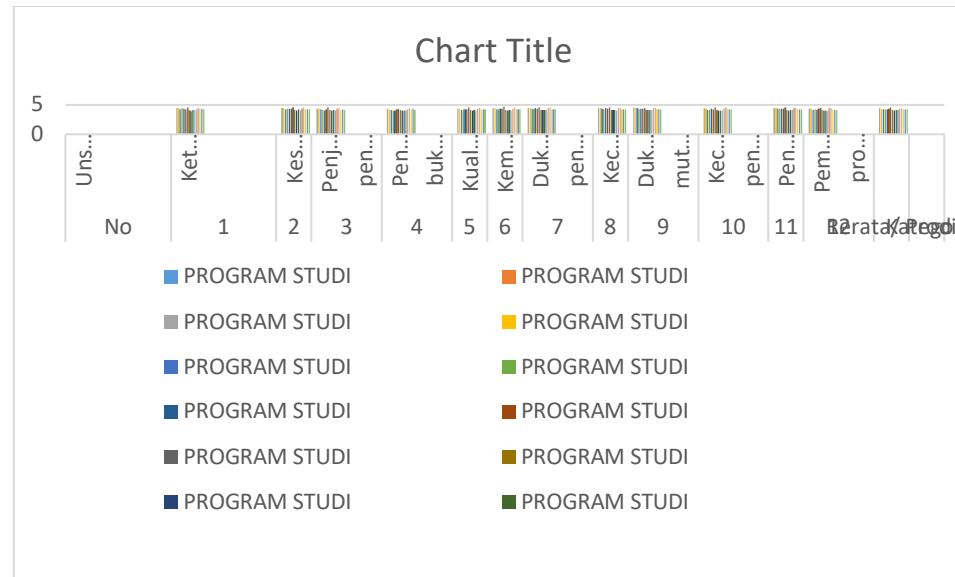 Chart Title
5
0
Uns...
Ket...
Kes...
Penj...
pen...
Pen...
buk...
Kual...
Kem...
Duk...
pen...
Kec...
Duk...
mut...
Kec...
pen...
Pen...
Pem...
pro...
No 1 2 3 4 5 6 7 8 9 10 11 12
PROGRAM STUDI PROGRAM STUDI
PROGRAM STUDI PROGRAM STUDI
PROGRAM STUDI PROGRAM STUDI
PROGRAM STUDI PROGRAM STUDI
PROGRAM STUDI PROGRAM STUDI
PROGRAM STUDI PROGRAM STUDI